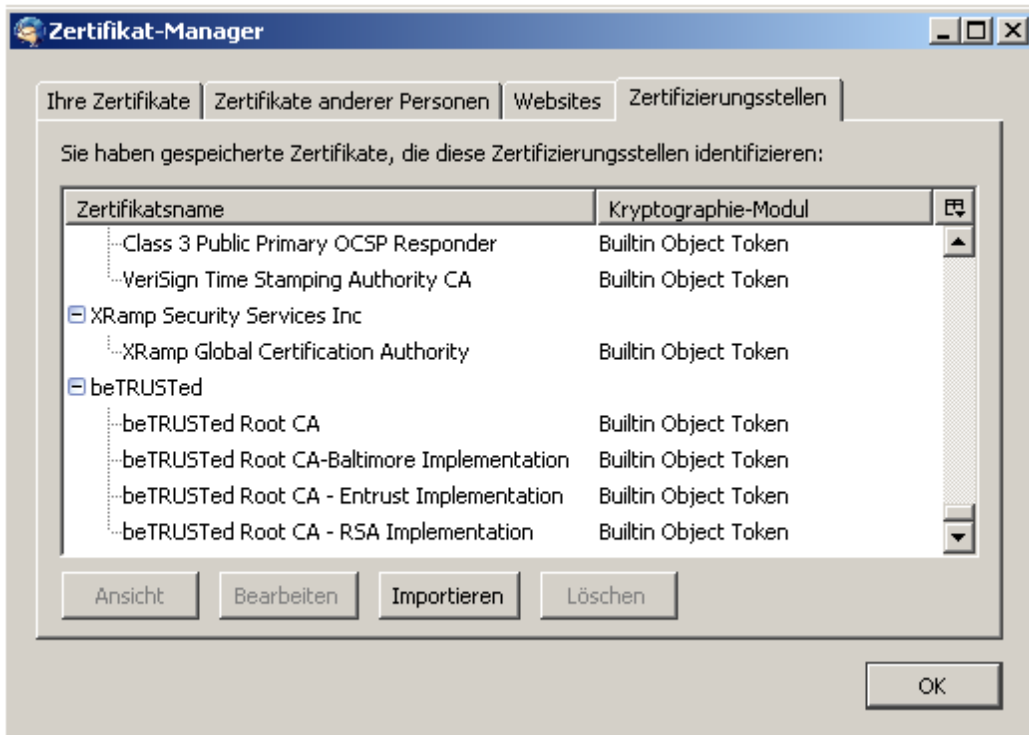 Zertifikat-Manager
Ihre Zertifikate Zertifikate anderer Personen Websites Zertifizierungsstellen
Sie haben gespeicherte Zertifikate, die diese Zertifizierungsstellen identifizieren:
Zertifikatsname Kryptographie-Modul
Class 3 Public Primary OCSP Responder Builtin Object Token
VeriSign Time Stamping Authority CA Builtin Object Token
XRamp Security Services Inc
XRamp Global Certification Authority Builtin Object Token
beTRUSTed
beTRUSTed Root CA Builtin Object Token
beTRUSTed Root CA-Baltimore Implementation Builtin Object Token
beTRUSTed Root CA - Entrust Implementation Builtin Object Token
beTRUSTed Root CA - RSA Implementation Builtin Object Token
Ansicht Bearbeiten Importieren Löschen
OK